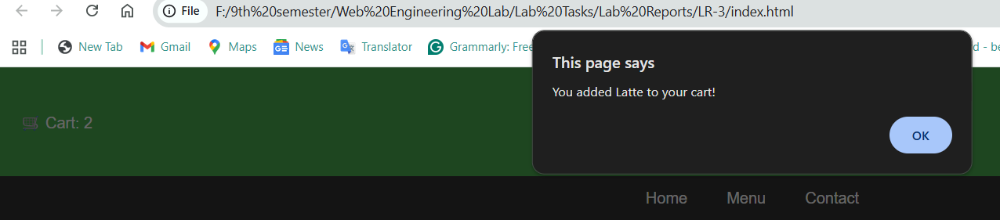 File F:/9th%20semester/Web%20Engineering%20Lab/Lab%20Tasks/Lab%20Reports/LR-3/index.html
New Tab Gmail Maps News Translator Grammarly: Free d - be
This page says
You added Latte to your cart!
OK
Cart: 2
Home Menu Contact